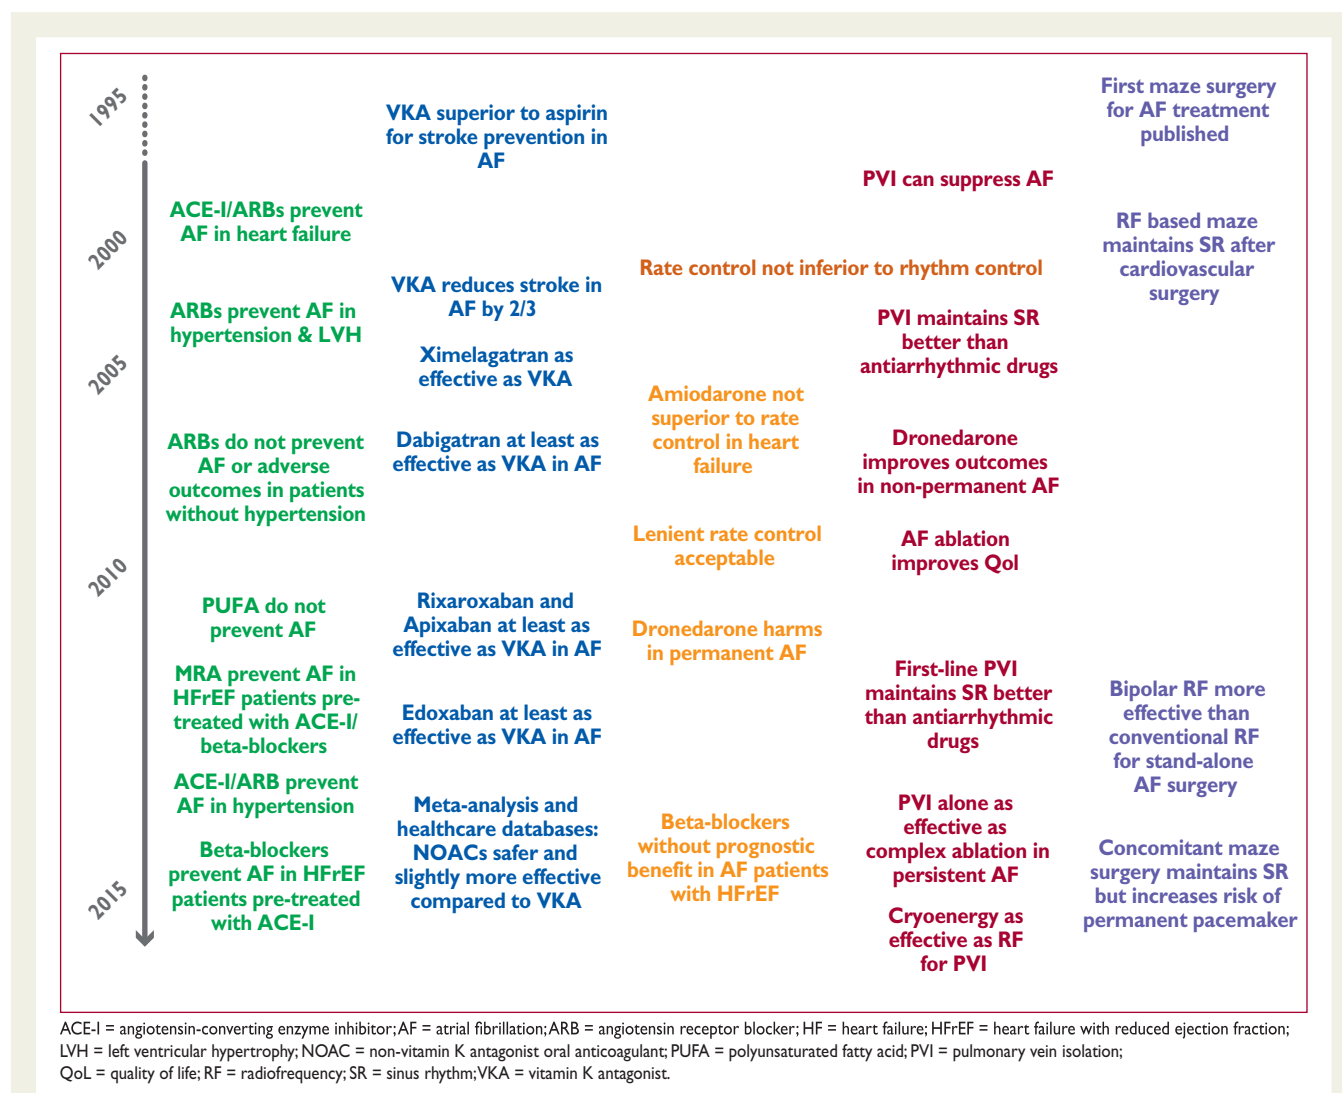 1995
2000
2005
2010
2015
ACE-I/ARBs prevent
AF in heart failure
ARBs prevent AF in
hypertension & LVH
ARBs do not prevent
AF or adverse
outcomes in patients
without hypertension
PUFA do not
prevent AF
MRA prevent AF in
HFrEF patients pre-
treated with ACE-I/
beta-blockers
ACE-I/ARB prevent
AF in hypertension
Beta-blockers
prevent AF in HFrEF
patients pre-treated
with ACE-I
VKA superior to aspirin
for stroke prevention in
AF
VKA reduces stroke in
AF by 2/3
Ximelagatran as
effective as VKA
Dabigatran at least as
effective as VKA in AF
Rixaroxaban and
Apixaban at least as
effective as VKA in AF
Edoxaban at least as
effective as VKA in AF
Meta-analysis and
healthcare databases:
NOACs safer and
slightly more effective
compared to VKA
Rate control not inferior to rhythm control
Amiodarone not
superior to rate
control in heart
failure
Lenient rate control
acceptable
Dronedarone harms
in permanent AF
Beta-blockers
without prognostic
benefit in AF patients
with HFrEF
PVI can suppress AF
PVI maintains SR
better than
antiarrhythmic drugs
Dronedarone
improves outcomes
in non-permanent AF
AF ablation
improves Qol
First-line PVI
maintains SR better
than antiarrhythmic
drugs
PVI alone as
effective as
complex ablation in
persistent AF
Cryoenergy as
effective as RF
for PVI
First maze surgery
for AF treatment
published
RF based maze
maintains SR after
cardiovascular
surgery
Bipolar RF more
effective than
conventional RF
for stand-alone
AF surgery
Concomitant maze
surgery maintains SR
but increases risk of
permanent pacemaker
ACE-I = angiotensin-converting enzyme inhibitor; AF = atrial fibrillation; ARB = angiotensin receptor blocker; HF = heart failure; HFrEF = heart failure with reduced ejection fraction;
LVH = left ventricular hypertrophy; NOAC = non-vitamin K antagonist oral anticoagulant; PUFA = polyunsaturated fatty acid; PVI = pulmonary vein isolation;
QoL = quality of life; RF = radiofrequency; SR = sinus rhythm; VKA = vitamin K antagonist.